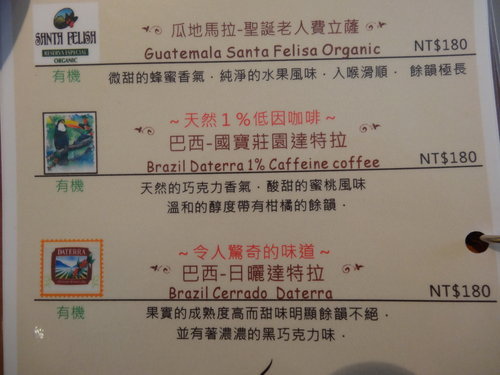 SANTA FELISA
RESERVA ESPECIAL
ORGANIC
瓜地馬拉-聖誕老人費立薩
Guatemala Santa Felisa Organic NT$180
有機 微甜的蜂蜜香氣．純淨的水果風味．入喉滑順． 餘韻極長
～天然1%低因咖啡～
巴西-國寶莊園達特拉
Brazil Daterra 1% Caffeine coffee NT$180
有機 天然的巧克力香氣．酸甜的蜜桃風味
溫和的醇度帶有柑橘的餘韻．
～令人驚奇的味道～
DATERRA
巴西-日曬達特拉
Brazil Cerrado Daterra NT$180
有機 果實的成熟度高而甜味明顯餘韻不絕．
並有著濃濃的黑巧克力味．